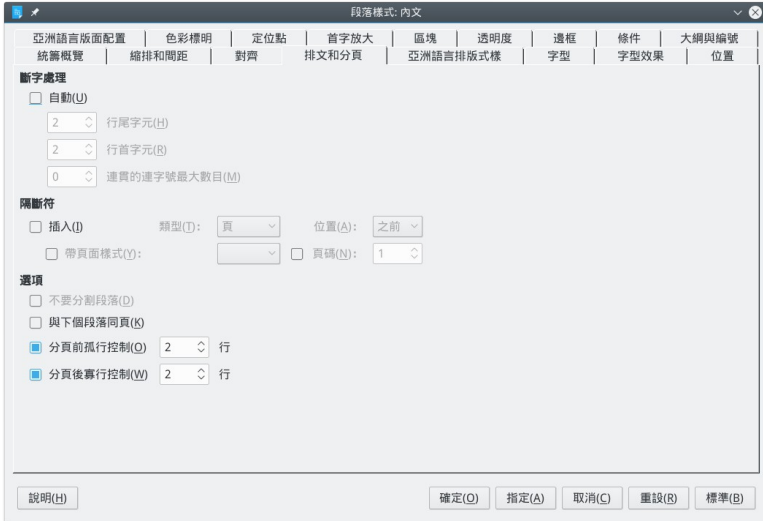 段落樣式: 內文
亞洲語言版面配置 色彩標明 定位點 首字放大 區塊 透明度 邊框 條件 大綱與編號
統籌概覽 縮排和間距 對齊 排文和分頁 亞洲語言排版式樣 字型 字型效果 位置
斷字處理
自動(U)
2 行尾字元(H)
2 行首字元(R)
0 連貫的連字號最大數目(M)
隔斷符
插入(I) 類型(T): 頁 位置(A): 之前
帶頁面樣式(Y): 頁碼(N): 1
選項
不要分割段落(D)
與下個段落同頁(K)
分頁前孤行控制(O) 2 行
分頁後寡行控制(W) 2 行
說明(H) 確定(O) 指定(A) 取消(C) 重設(R) 標準(B)